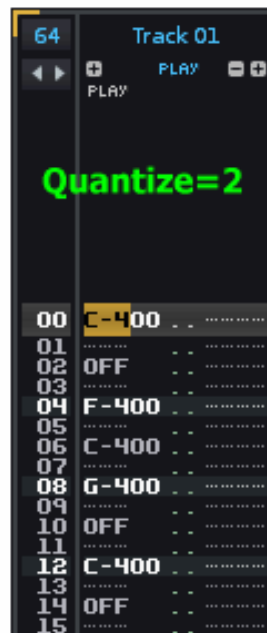 64 Track 01
PLAY
PLAY
Quantize=2
00 C-400 .. ............
01 ......... .. ............
02 OFF .. ............
03 ......... .. ............
04 F-400 .. ............
05 ......... .. ............
06 C-400 .. ............
07 ......... .. ............
08 G-400 .. ............
09 ......... .. ............
10 OFF .. ............
11 ......... .. ............
12 C-400 .. ............
13 ......... .. ............
14 OFF .. ............
15 ......... .. ............